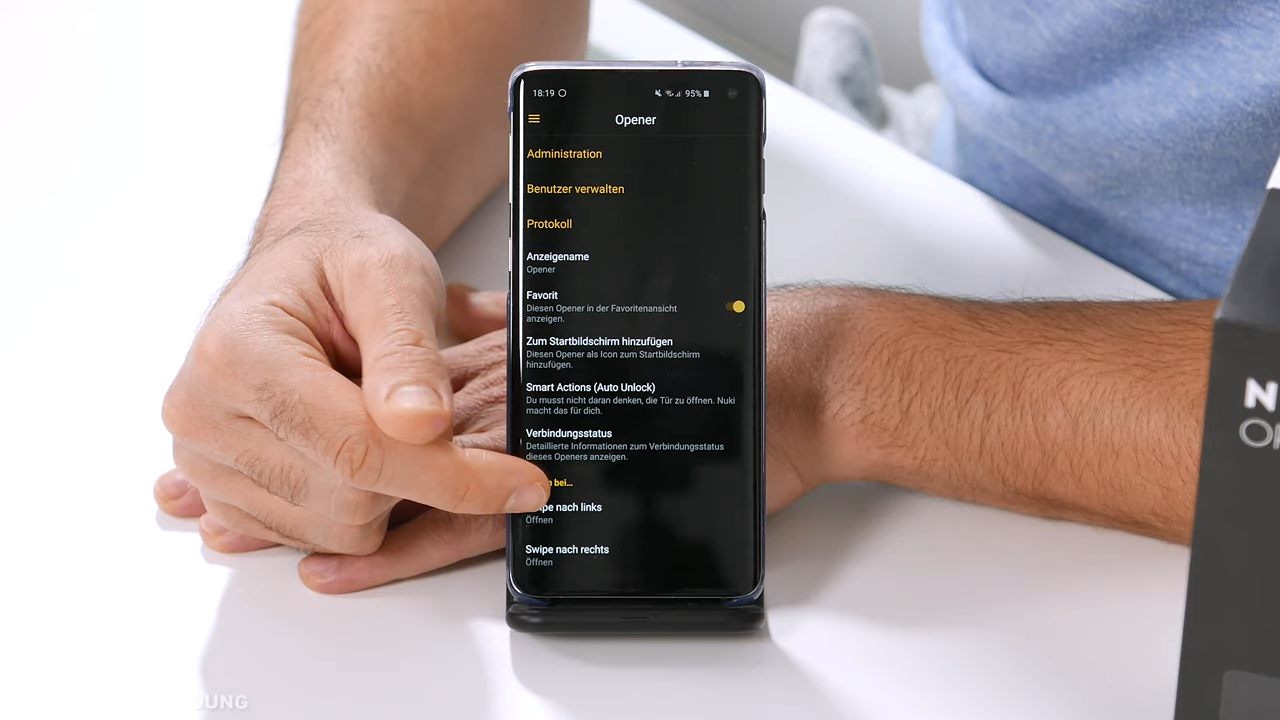 18:19 95%
Opener
Administration
Benutzer verwalten
Protokoll
Anzeigename
Opener
Favorit
Diesen Opener in der Favoritenansicht
anzeigen.
Zum Startbildschirm hinzufügen
Diesen Opener als Icon zum Startbildschirm
hinzufügen.
Smart Actions (Auto Unlock)
Du musst nicht daran denken, die Tür zu öffnen. Nuki
macht das für dich.
Verbindungsstatus
Detaillierte Informationen zum Verbindungsstatus
dieses Openers anzeigen.
bei...
nach links
Öffnen
Swipe nach rechts
Öffnen